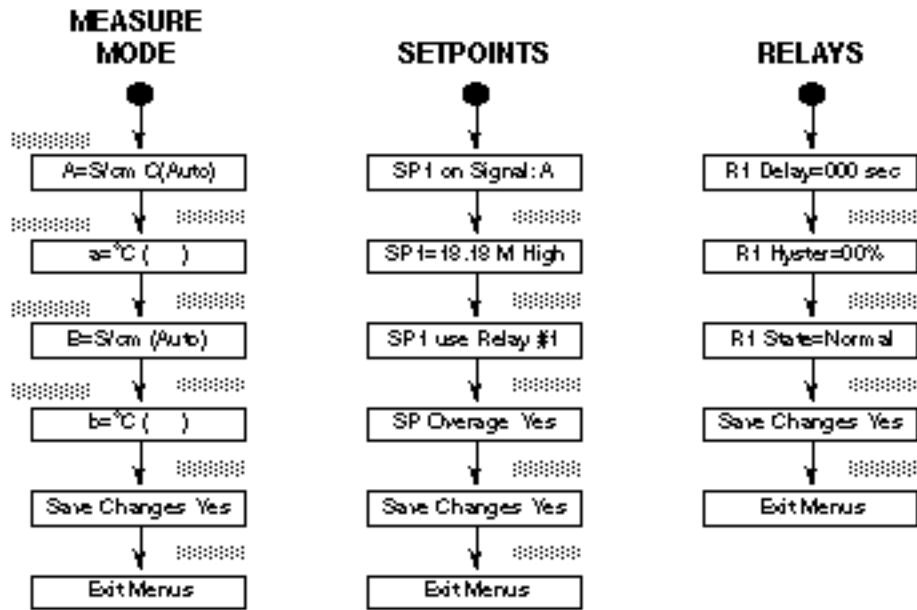 MEASURE
MODE
A=S/cm C(Auto)
a=°C ( )
B=S/cm (Auto)
b=°C ( )
Save Changes Yes
Exit Menus
SETPOINTS
SP1 on Signal: A
SP1=18.18 M High
SP1 use Relay #1
SP Overage Yes
Save Changes Yes
Exit Menus
RELAYS
R1 Delay=000 sec
R1 Hyster=00%
R1 State=Normal
Save Changes Yes
Exit Menus